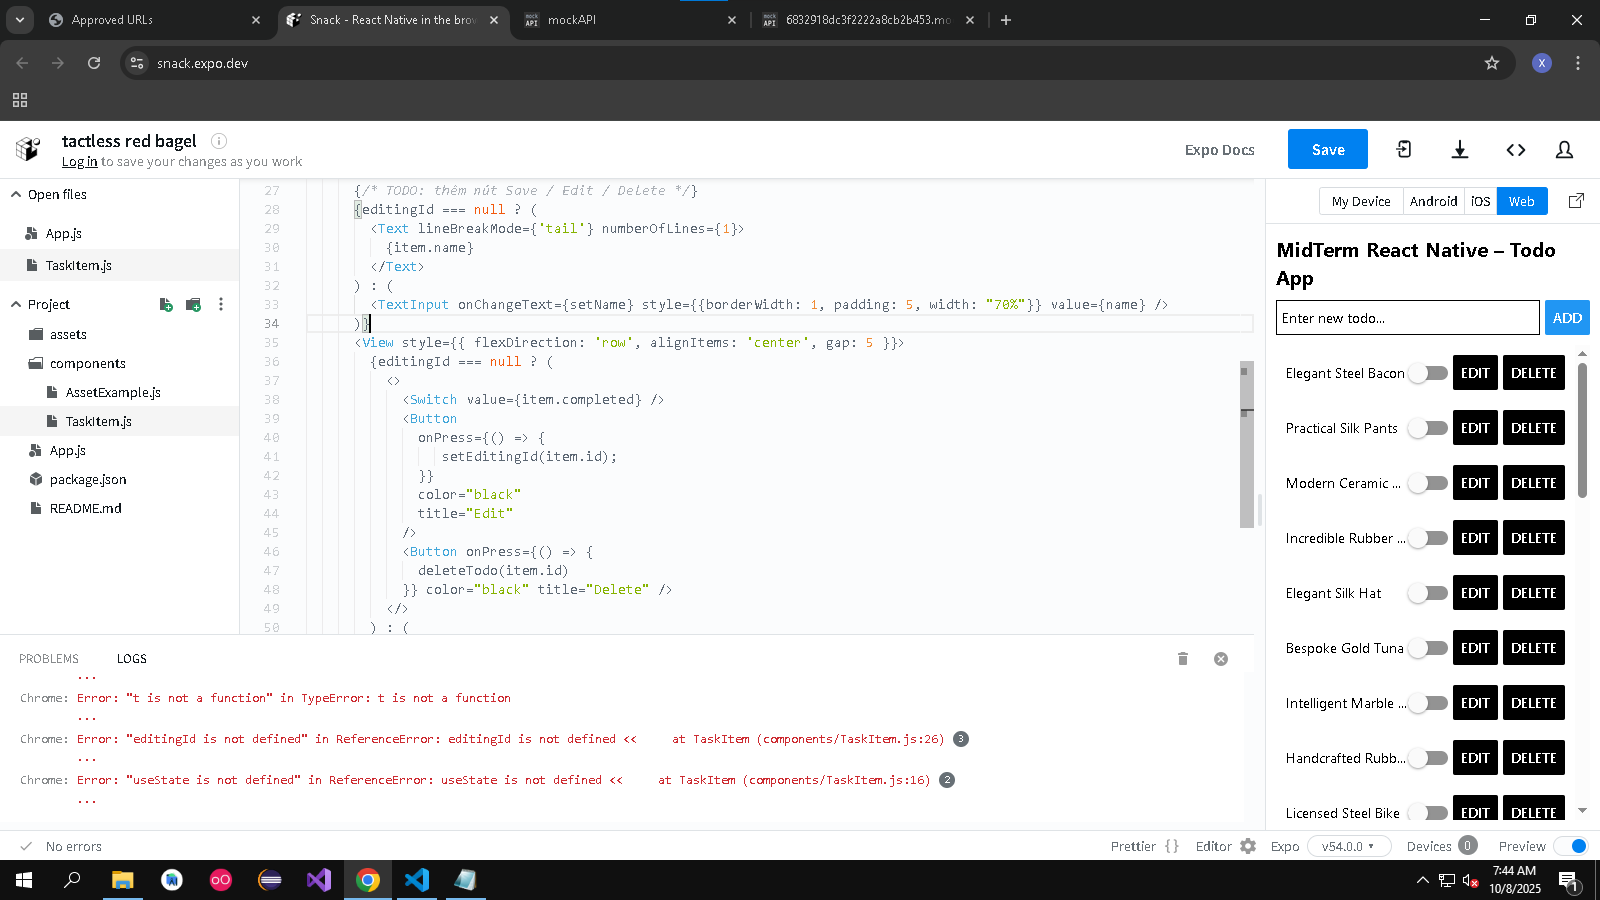 Approved URLs
Snack - React Native in the brow
mockAPI
6832918dc3f2222a8cb2b453.mo
snack.expo.dev
X
tactless red bagel
Log in to save your changes as you work
Expo Docs
Save
Open files
App.js
TaskItem.js
Project
assets
components
AssetExample.js
TaskItem.js
App.js
package.json
README.md
27 {/* TODO: thêm nút Save / Edit / Delete */}
28 {editingId === null ? (
29 <Text lineBreakMode={'tail'} numberOfLines={1}>
30 {item.name}
31 </Text>
32 ) : (
33 <TextInput onChangeText={setName} style={{borderWidth: 1, padding: 5, width: "70%"}} value={name} />
34 )}
35 <View style={{ flexDirection: 'row', alignItems: 'center', gap: 5 }}>
36 {editingId === null ? (
37 <>
38 <Switch value={item.completed} />
39 <Button
40 onPress={() => {
41 setEditingId(item.id);
42 }}
43 color="black"
44 title="Edit"
45 />
46 <Button onPress={() => {
47 deleteTodo(item.id)
48 }} color="black" title="Delete" />
49 </>
50 ) : (
My Device
Android
iOS
Web
MidTerm React Native – Todo
App
Enter new todo...
ADD
Elegant Steel Bacon EDIT DELETE
Practical Silk Pants EDIT DELETE
Modern Ceramic ... EDIT DELETE
Incredible Rubber ... EDIT DELETE
Elegant Silk Hat EDIT DELETE
Bespoke Gold Tuna EDIT DELETE
Intelligent Marble ... EDIT DELETE
Handcrafted Rubb... EDIT DELETE
Licensed Steel Bike EDIT DELETE
PROBLEMS
LOGS
...
Chrome: Error: "t is not a function" in TypeError: t is not a function
...
Chrome: Error: "editingId is not defined" in ReferenceError: editingId is not defined << at TaskItem (components/TaskItem.js:26) 3
...
Chrome: Error: "useState is not defined" in ReferenceError: useState is not defined << at TaskItem (components/TaskItem.js:16) 2
...
No errors
Prettier { }
Editor
Expo
v54.0.0
Devices 0
Preview
7:44 AM
10/8/2025
1